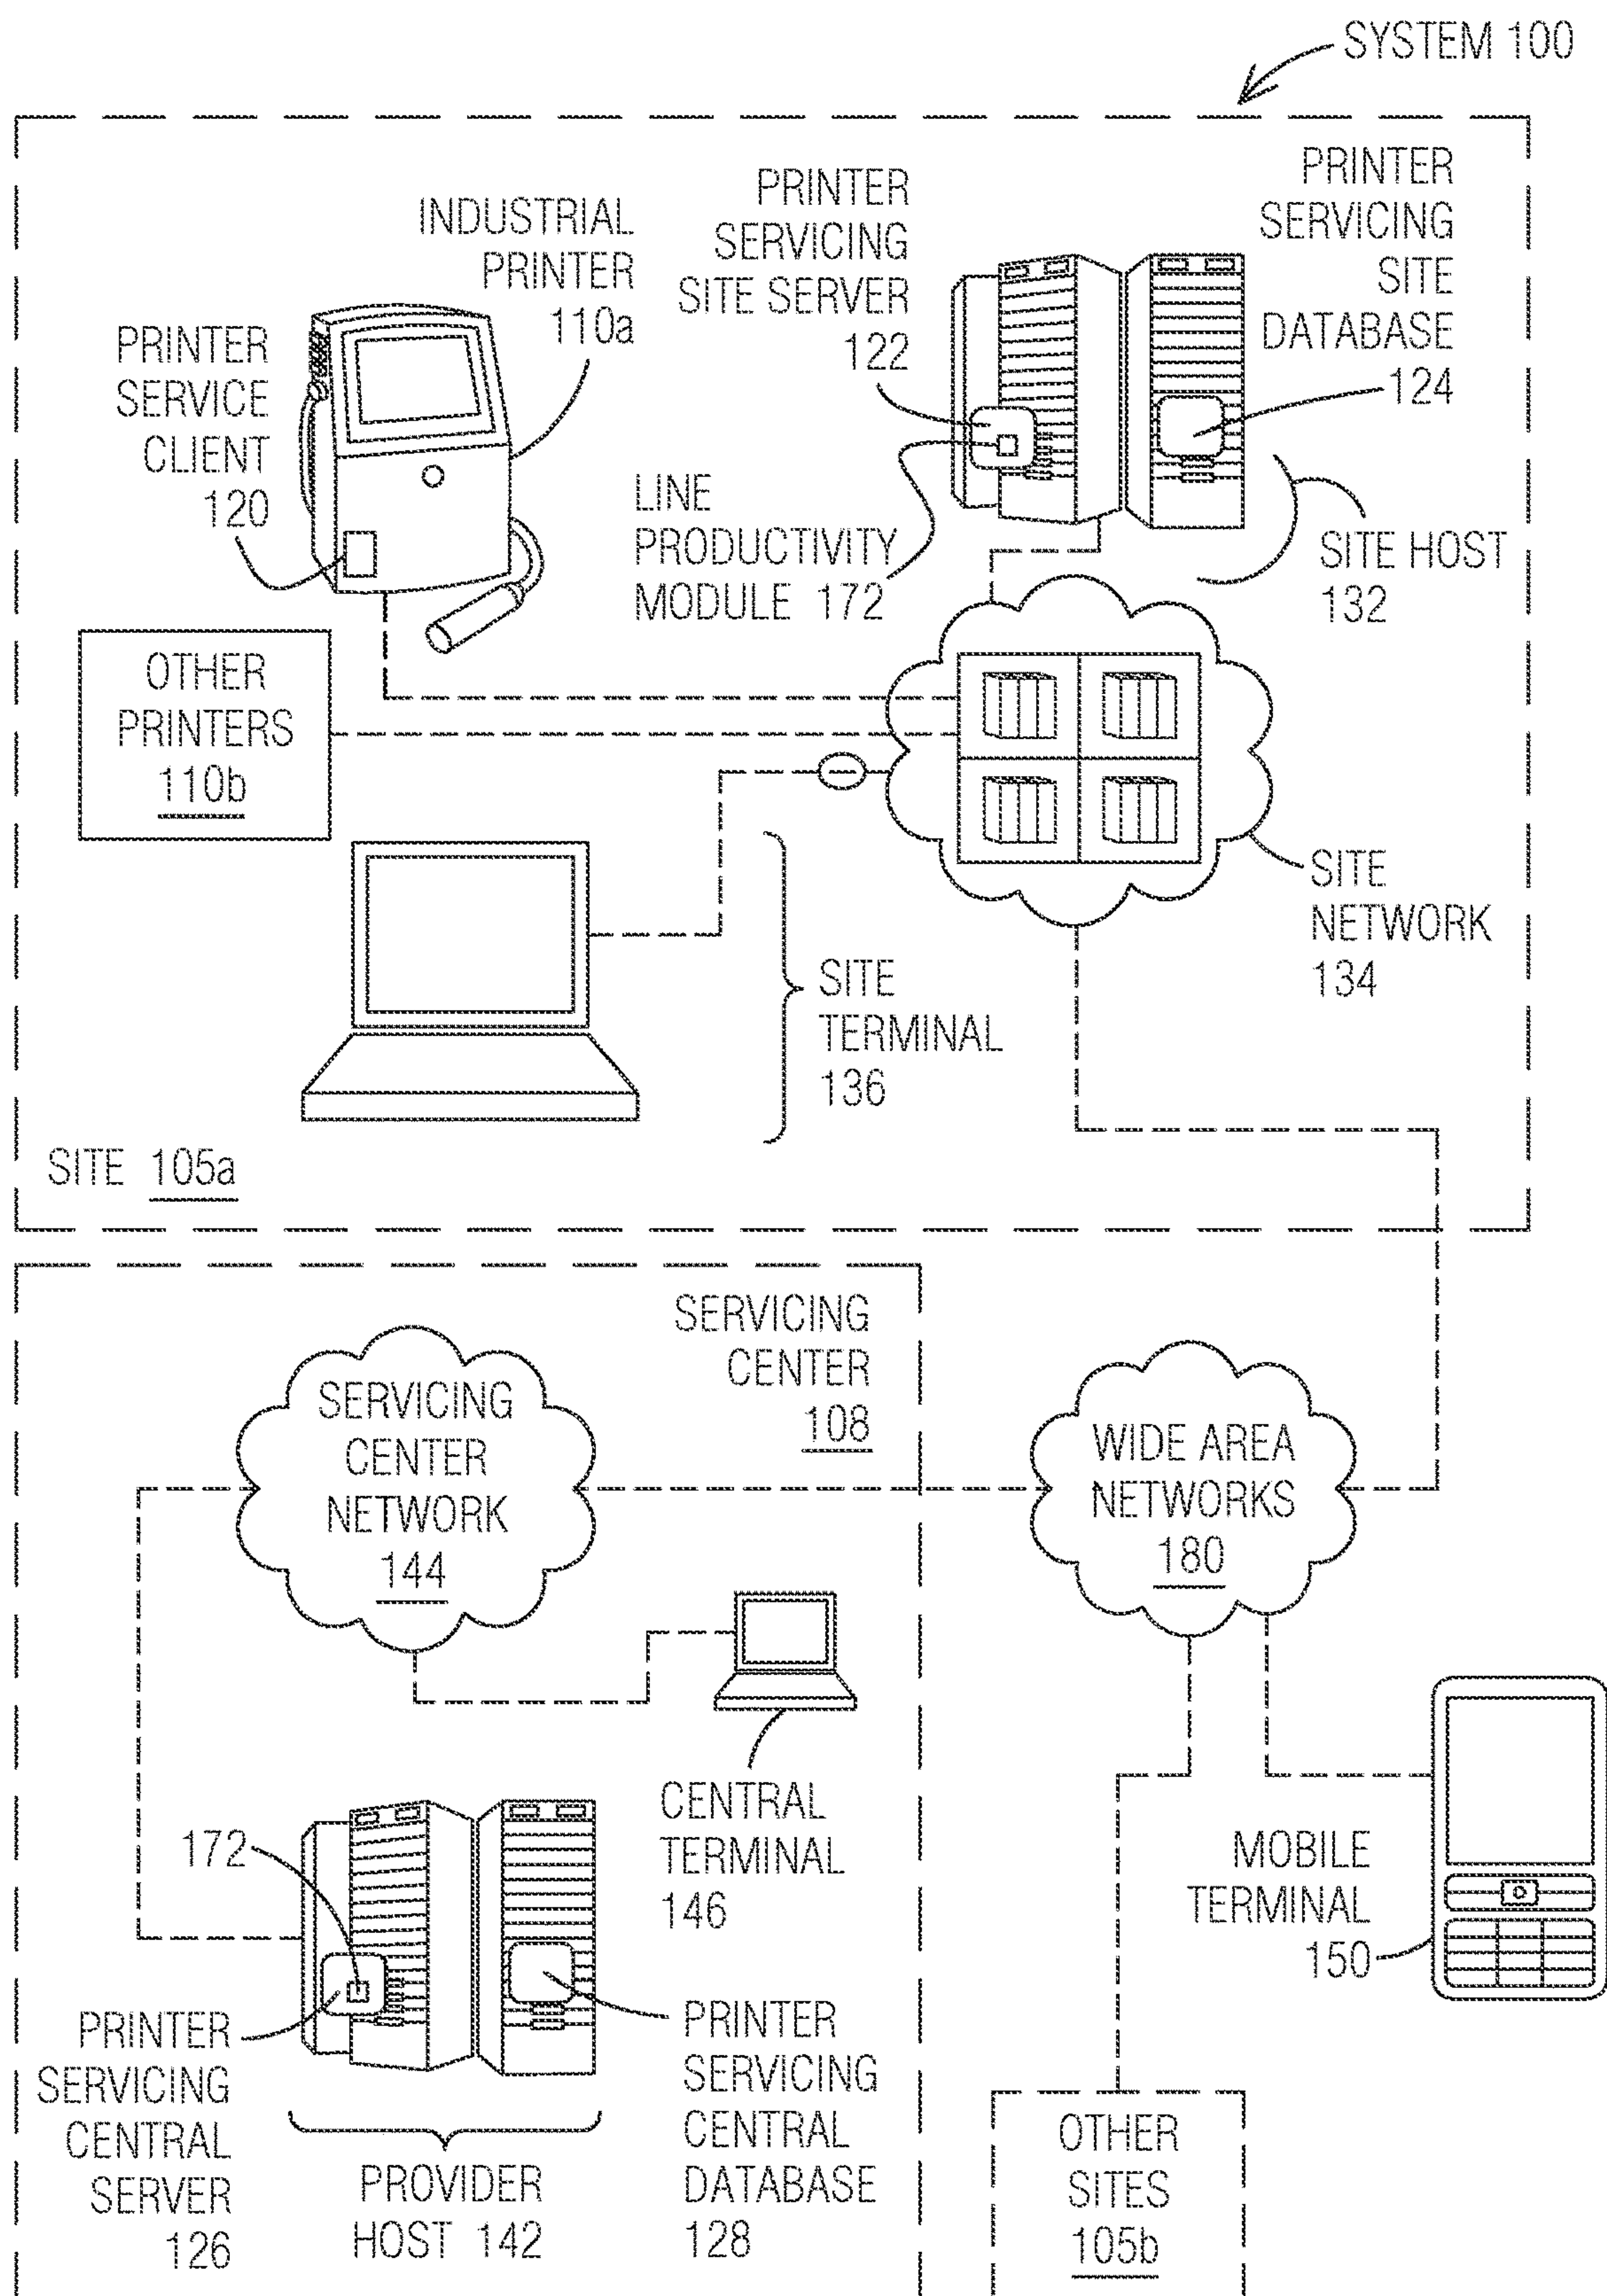 SYSTEM 100
INDUSTRIAL
PRINTER
110a
PRINTER
SERVICING
SITE SERVER
122
PRINTER
SERVICING
SITE
DATABASE
124
PRINTER
SERVICE
CLIENT
120
LINE
PRODUCTIVITY
MODULE 172
SITE HOST
132
OTHER
PRINTERS
110b
SITE
NETWORK
134
SITE
TERMINAL
136
SITE 105a
SERVICING
CENTER
108
SERVICING
CENTER
NETWORK
144
WIDE AREA
NETWORKS
180
CENTRAL
TERMINAL
146
172
MOBILE
TERMINAL
150
PRINTER
SERVICING
CENTRAL
SERVER
126
PROVIDER
HOST 142
PRINTER
SERVICING
CENTRAL
DATABASE
128
OTHER
SITES
105b